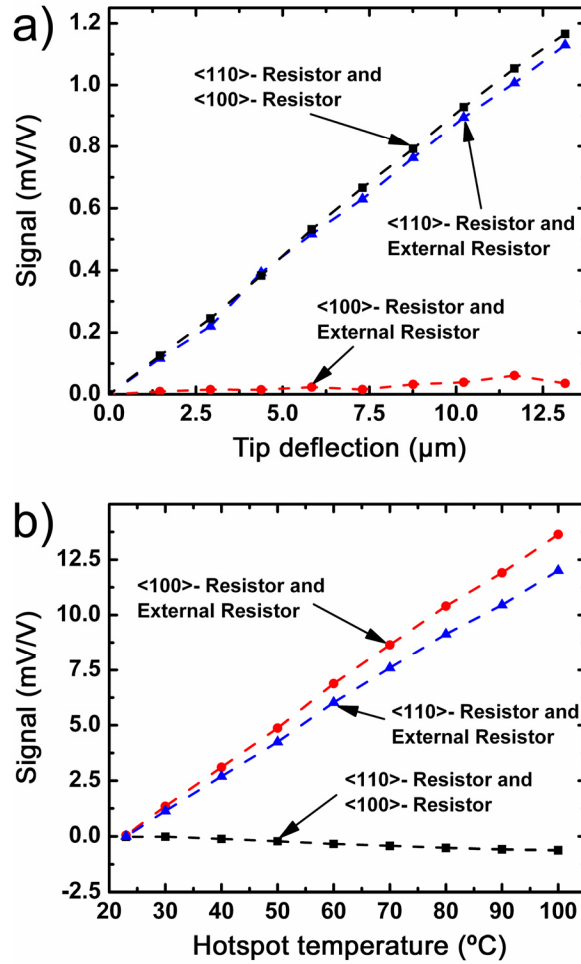 a)
1.2
1.0
0.8
0.6
0.4
0.2
0.0
Signal (mV/V)
<110>- Resistor and
<100>- Resistor
<110>- Resistor and
External Resistor
<100>- Resistor and
External Resistor
0.0 2.5 5.0 7.5 10.0 12.5
Tip deflection (µm)
b)
12.5
10.0
7.5
5.0
2.5
0.0
-2.5
Signal (mV/V)
<100>- Resistor and
External Resistor
<110>- Resistor and
External Resistor
<110>- Resistor and
<100>- Resistor
20 30 40 50 60 70 80 90 100
Hotspot temperature (ºC)